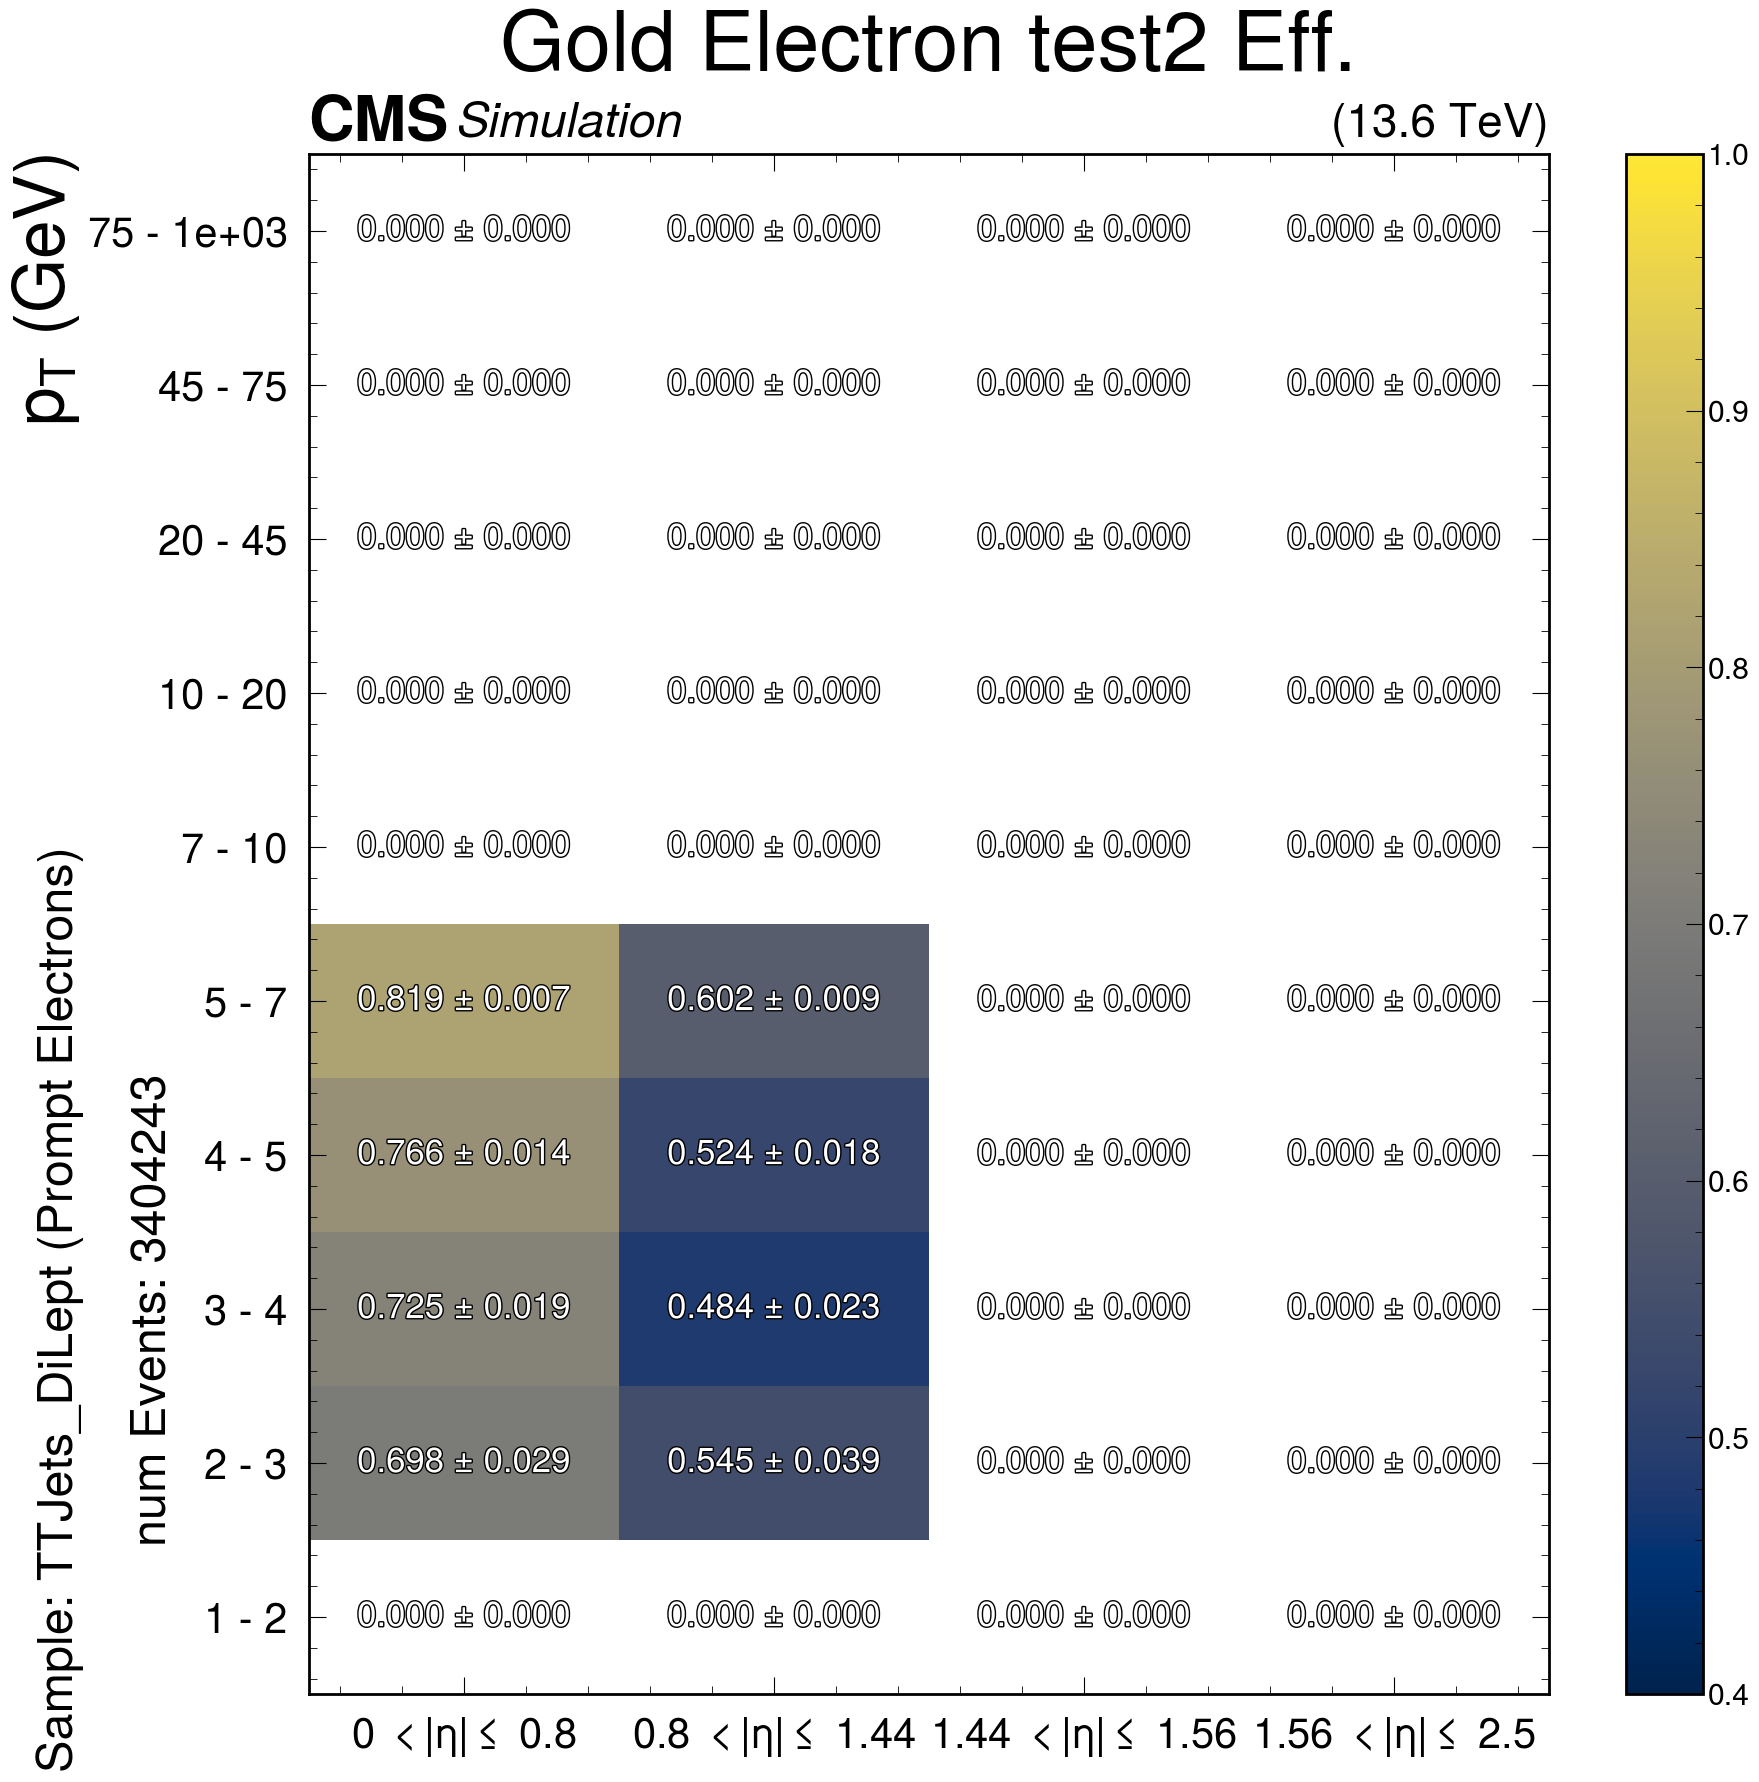 Gold Electron test2 Eff.
CMS Simulation (13.6 TeV)
pT (GeV)
75 - 1e+03 0.000 ± 0.000 0.000 ± 0.000 0.000 ± 0.000 0.000 ± 0.000
45 - 75 0.000 ± 0.000 0.000 ± 0.000 0.000 ± 0.000 0.000 ± 0.000
20 - 45 0.000 ± 0.000 0.000 ± 0.000 0.000 ± 0.000 0.000 ± 0.000
10 - 20 0.000 ± 0.000 0.000 ± 0.000 0.000 ± 0.000 0.000 ± 0.000
7 - 10 0.000 ± 0.000 0.000 ± 0.000 0.000 ± 0.000 0.000 ± 0.000
5 - 7 0.819 ± 0.007 0.602 ± 0.009 0.000 ± 0.000 0.000 ± 0.000
4 - 5 0.766 ± 0.014 0.524 ± 0.018 0.000 ± 0.000 0.000 ± 0.000
3 - 4 0.725 ± 0.019 0.484 ± 0.023 0.000 ± 0.000 0.000 ± 0.000
2 - 3 0.698 ± 0.029 0.545 ± 0.039 0.000 ± 0.000 0.000 ± 0.000
1 - 2 0.000 ± 0.000 0.000 ± 0.000 0.000 ± 0.000 0.000 ± 0.000
0 < |η| ≤ 0.8 0.8 < |η| ≤ 1.44 1.44 < |η| ≤ 1.56 1.56 < |η| ≤ 2.5
Sample: TTJets_DiLept (Prompt Electrons)
num Events: 3404243
1.0
0.9
0.8
0.7
0.6
0.5
0.4